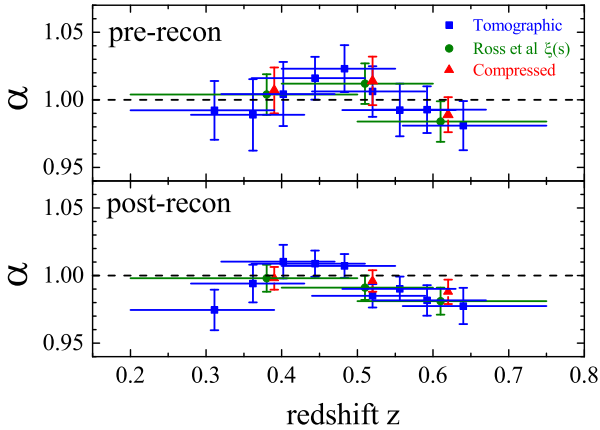 pre-recon
Tomographic
Ross et al ξ(s)
Compressed
1.05
1.00
0.95
α
post-recon
1.05
1.00
0.95
α
0.2 0.3 0.4 0.5 0.6 0.7 0.8
redshift z